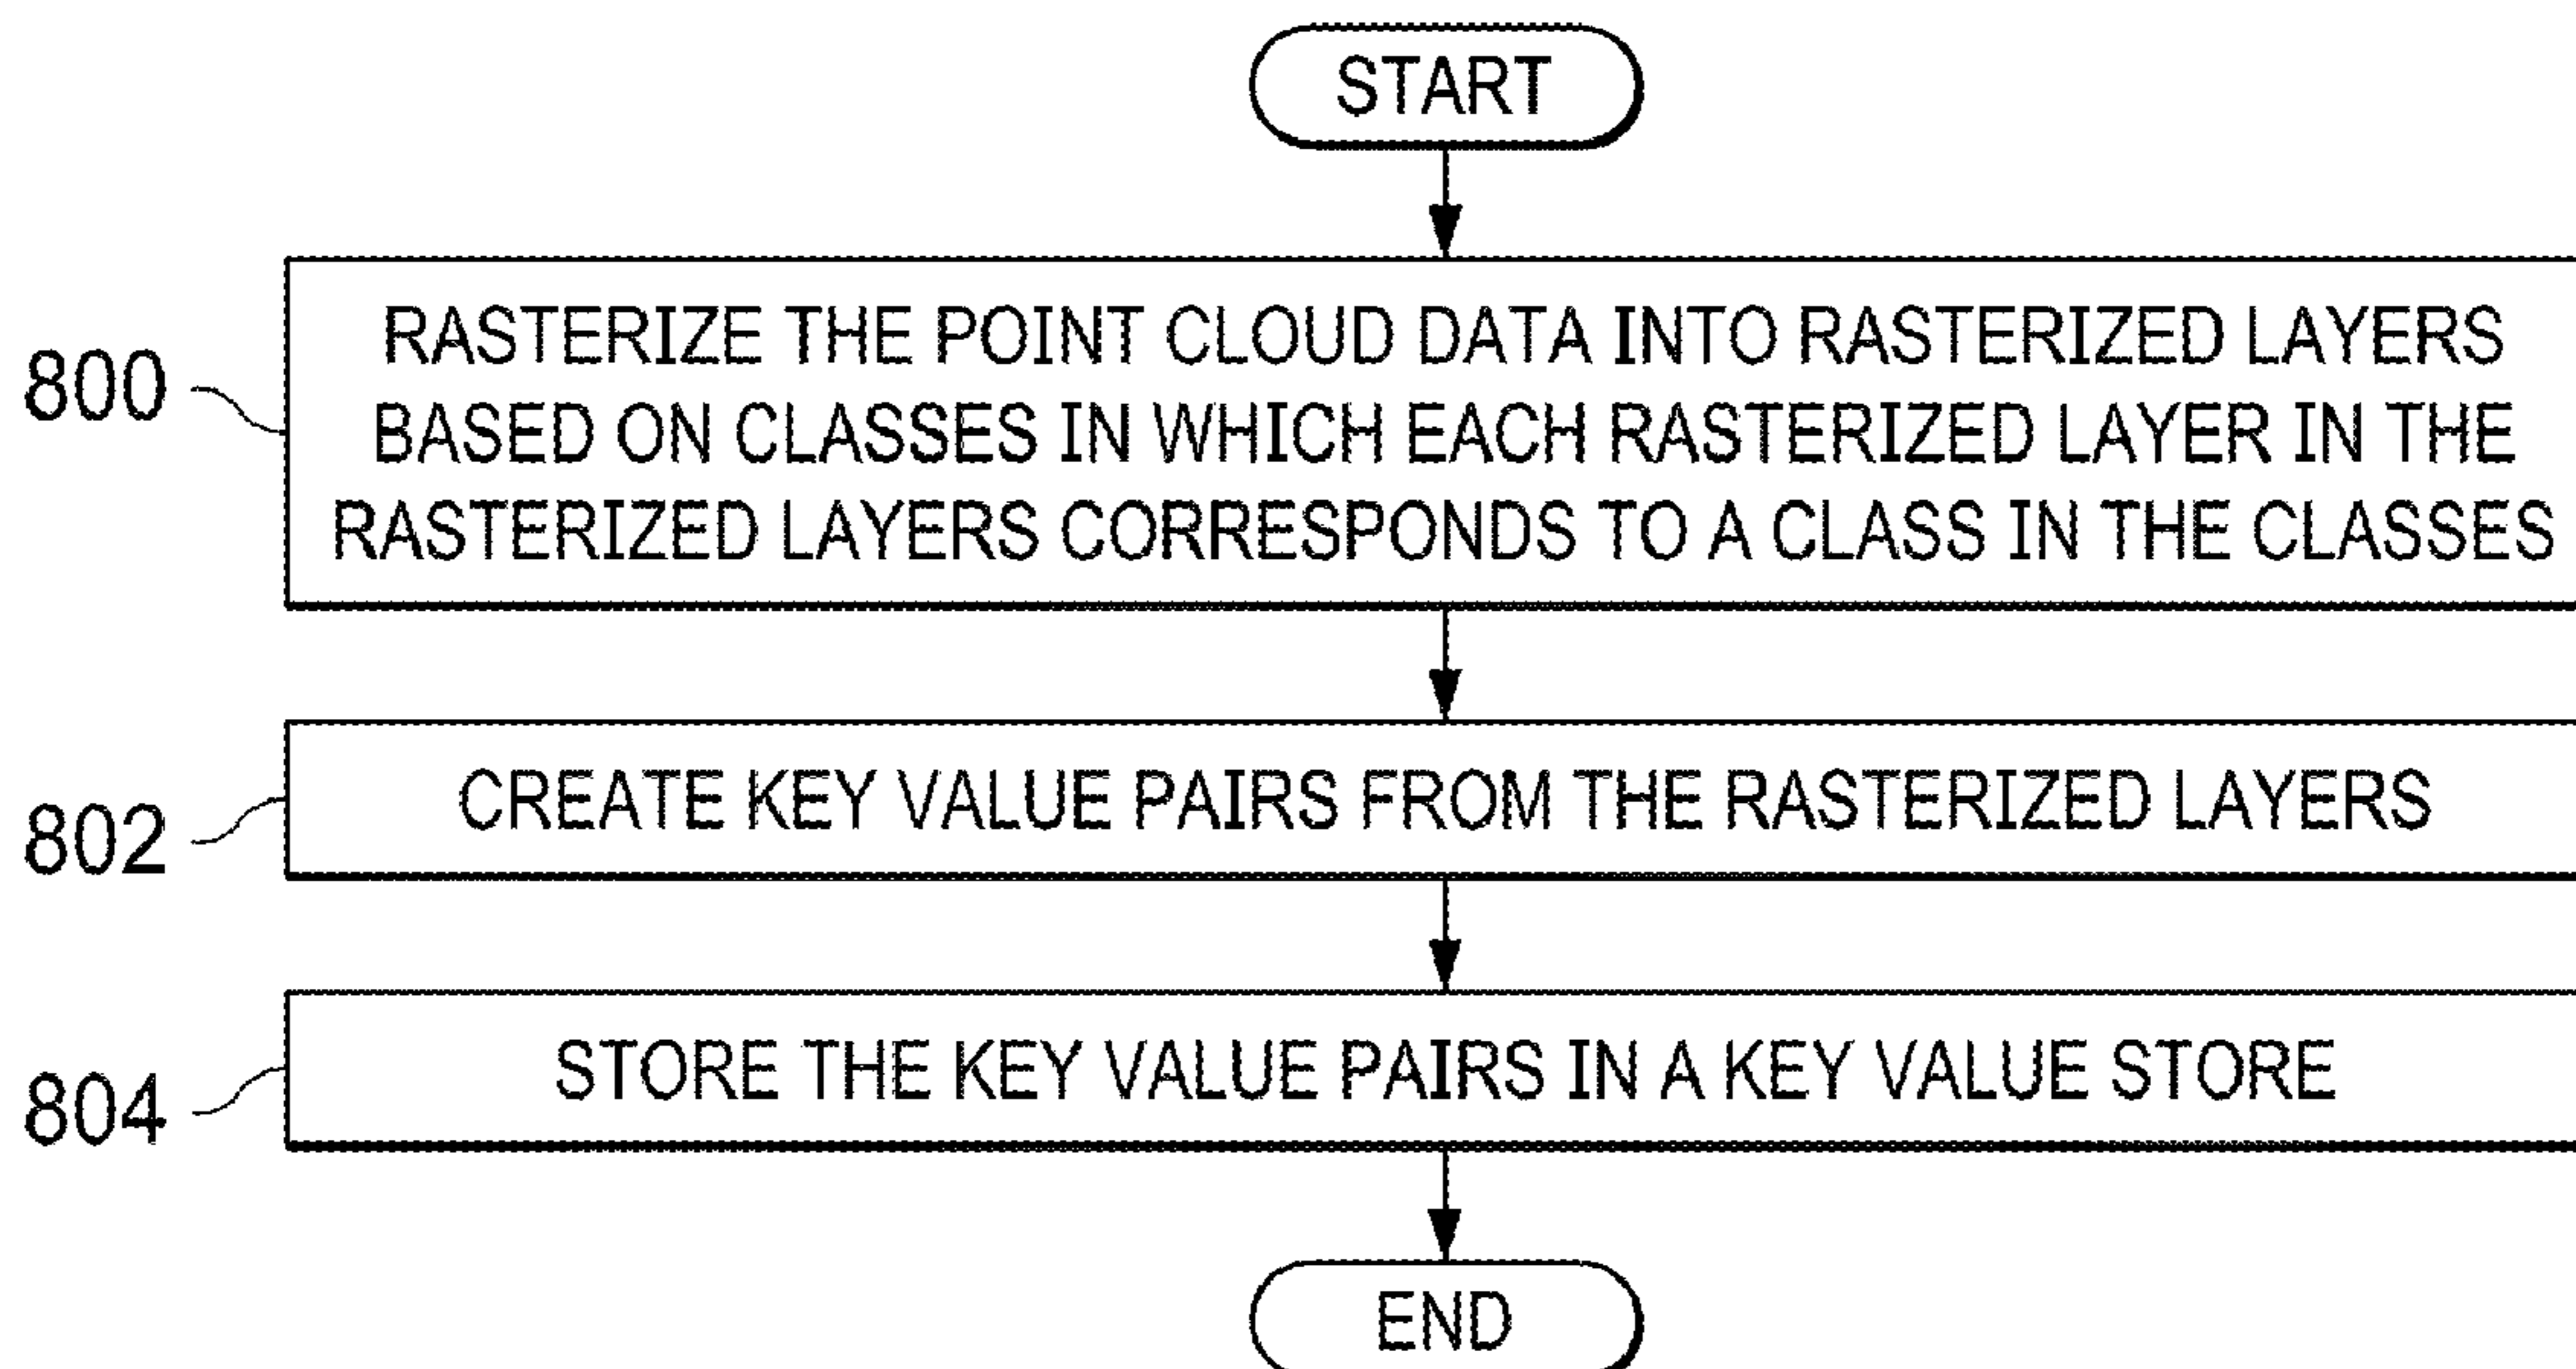 START
800
RASTERIZE THE POINT CLOUD DATA INTO RASTERIZED LAYERS
BASED ON CLASSES IN WHICH EACH RASTERIZED LAYER IN THE
RASTERIZED LAYERS CORRESPONDS TO A CLASS IN THE CLASSES
802
CREATE KEY VALUE PAIRS FROM THE RASTERIZED LAYERS
804
STORE THE KEY VALUE PAIRS IN A KEY VALUE STORE
END